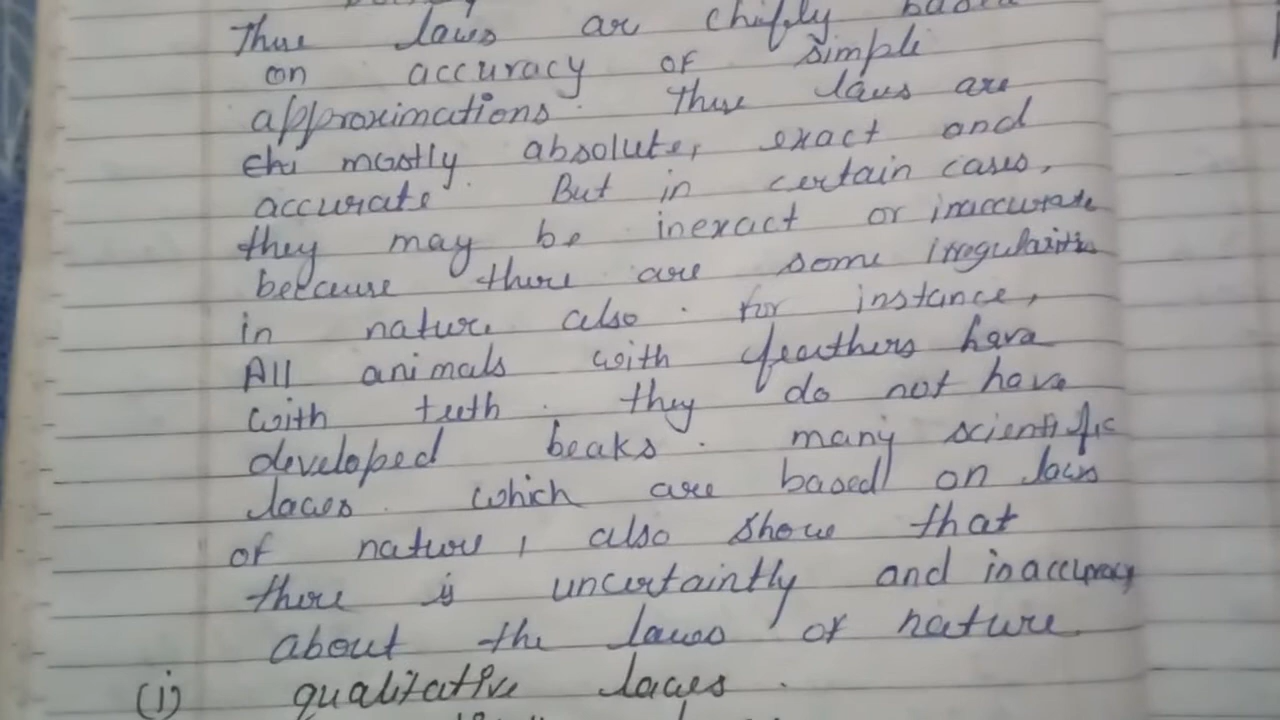 These laws are chiefly based
on accuracy of simple
approximations. These laws are
mostly absolute, exact and
accurate. But in certain cases,
they may be inexact or inaccurate
because there are some irregularities
in nature also. for instance,
All animals with feathers have
with teeth. they do not have
developed beaks. many scientific
laws which are based on laws
of nature, also show that
there is uncertaintly and inaccuracy
about the laws of nature.
(i) qualitative laws.